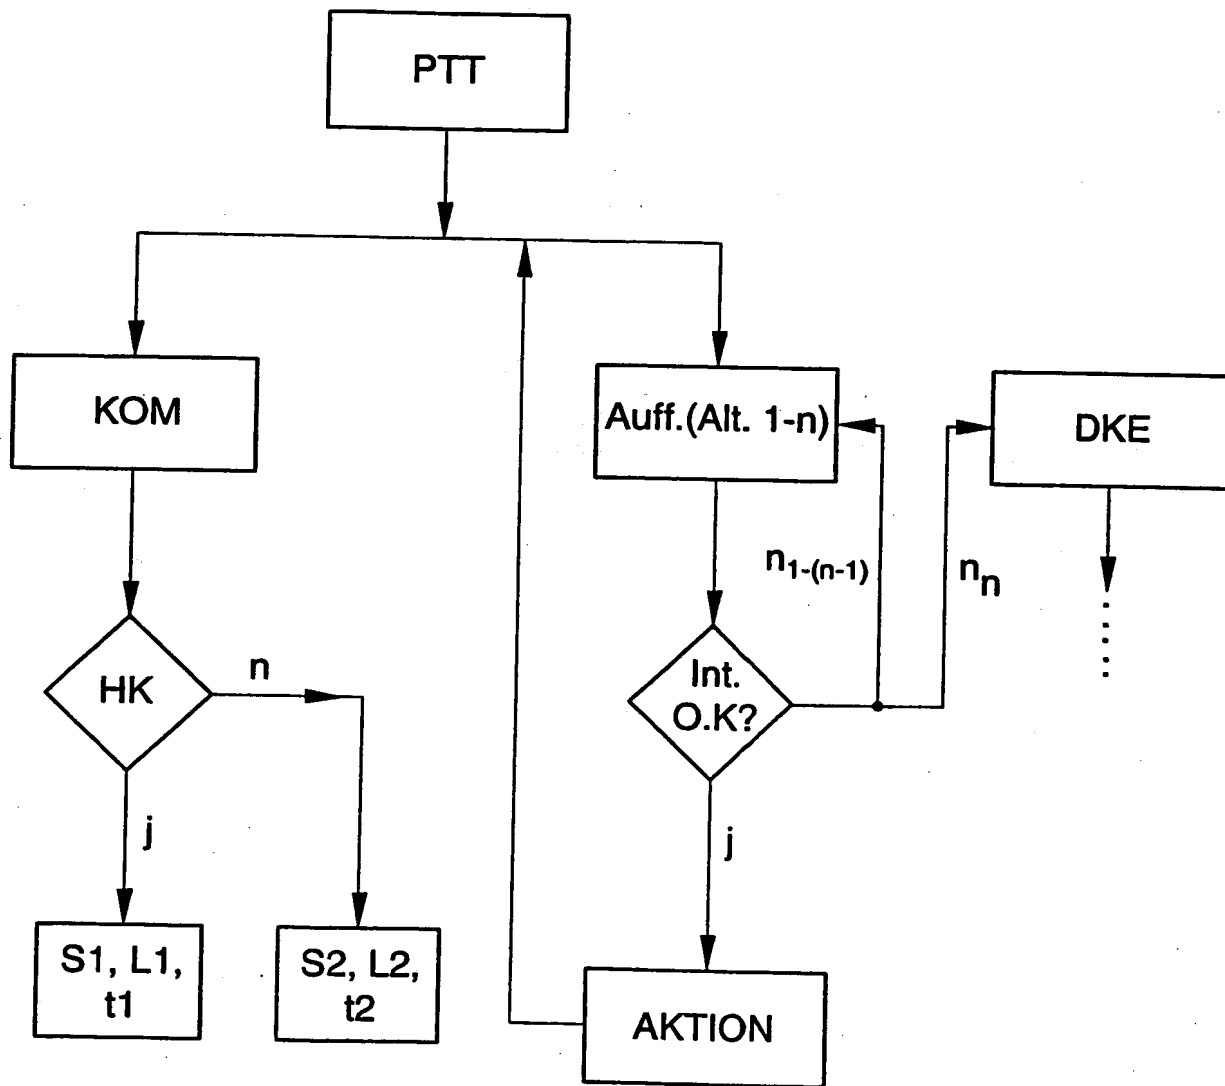 PTT
KOM
Auff.(Alt. 1-n)
DKE
n1-(n-1)
nn
HK
n
Int.
O.K?
j
j
S1, L1,
t1
S2, L2,
t2
AKTION